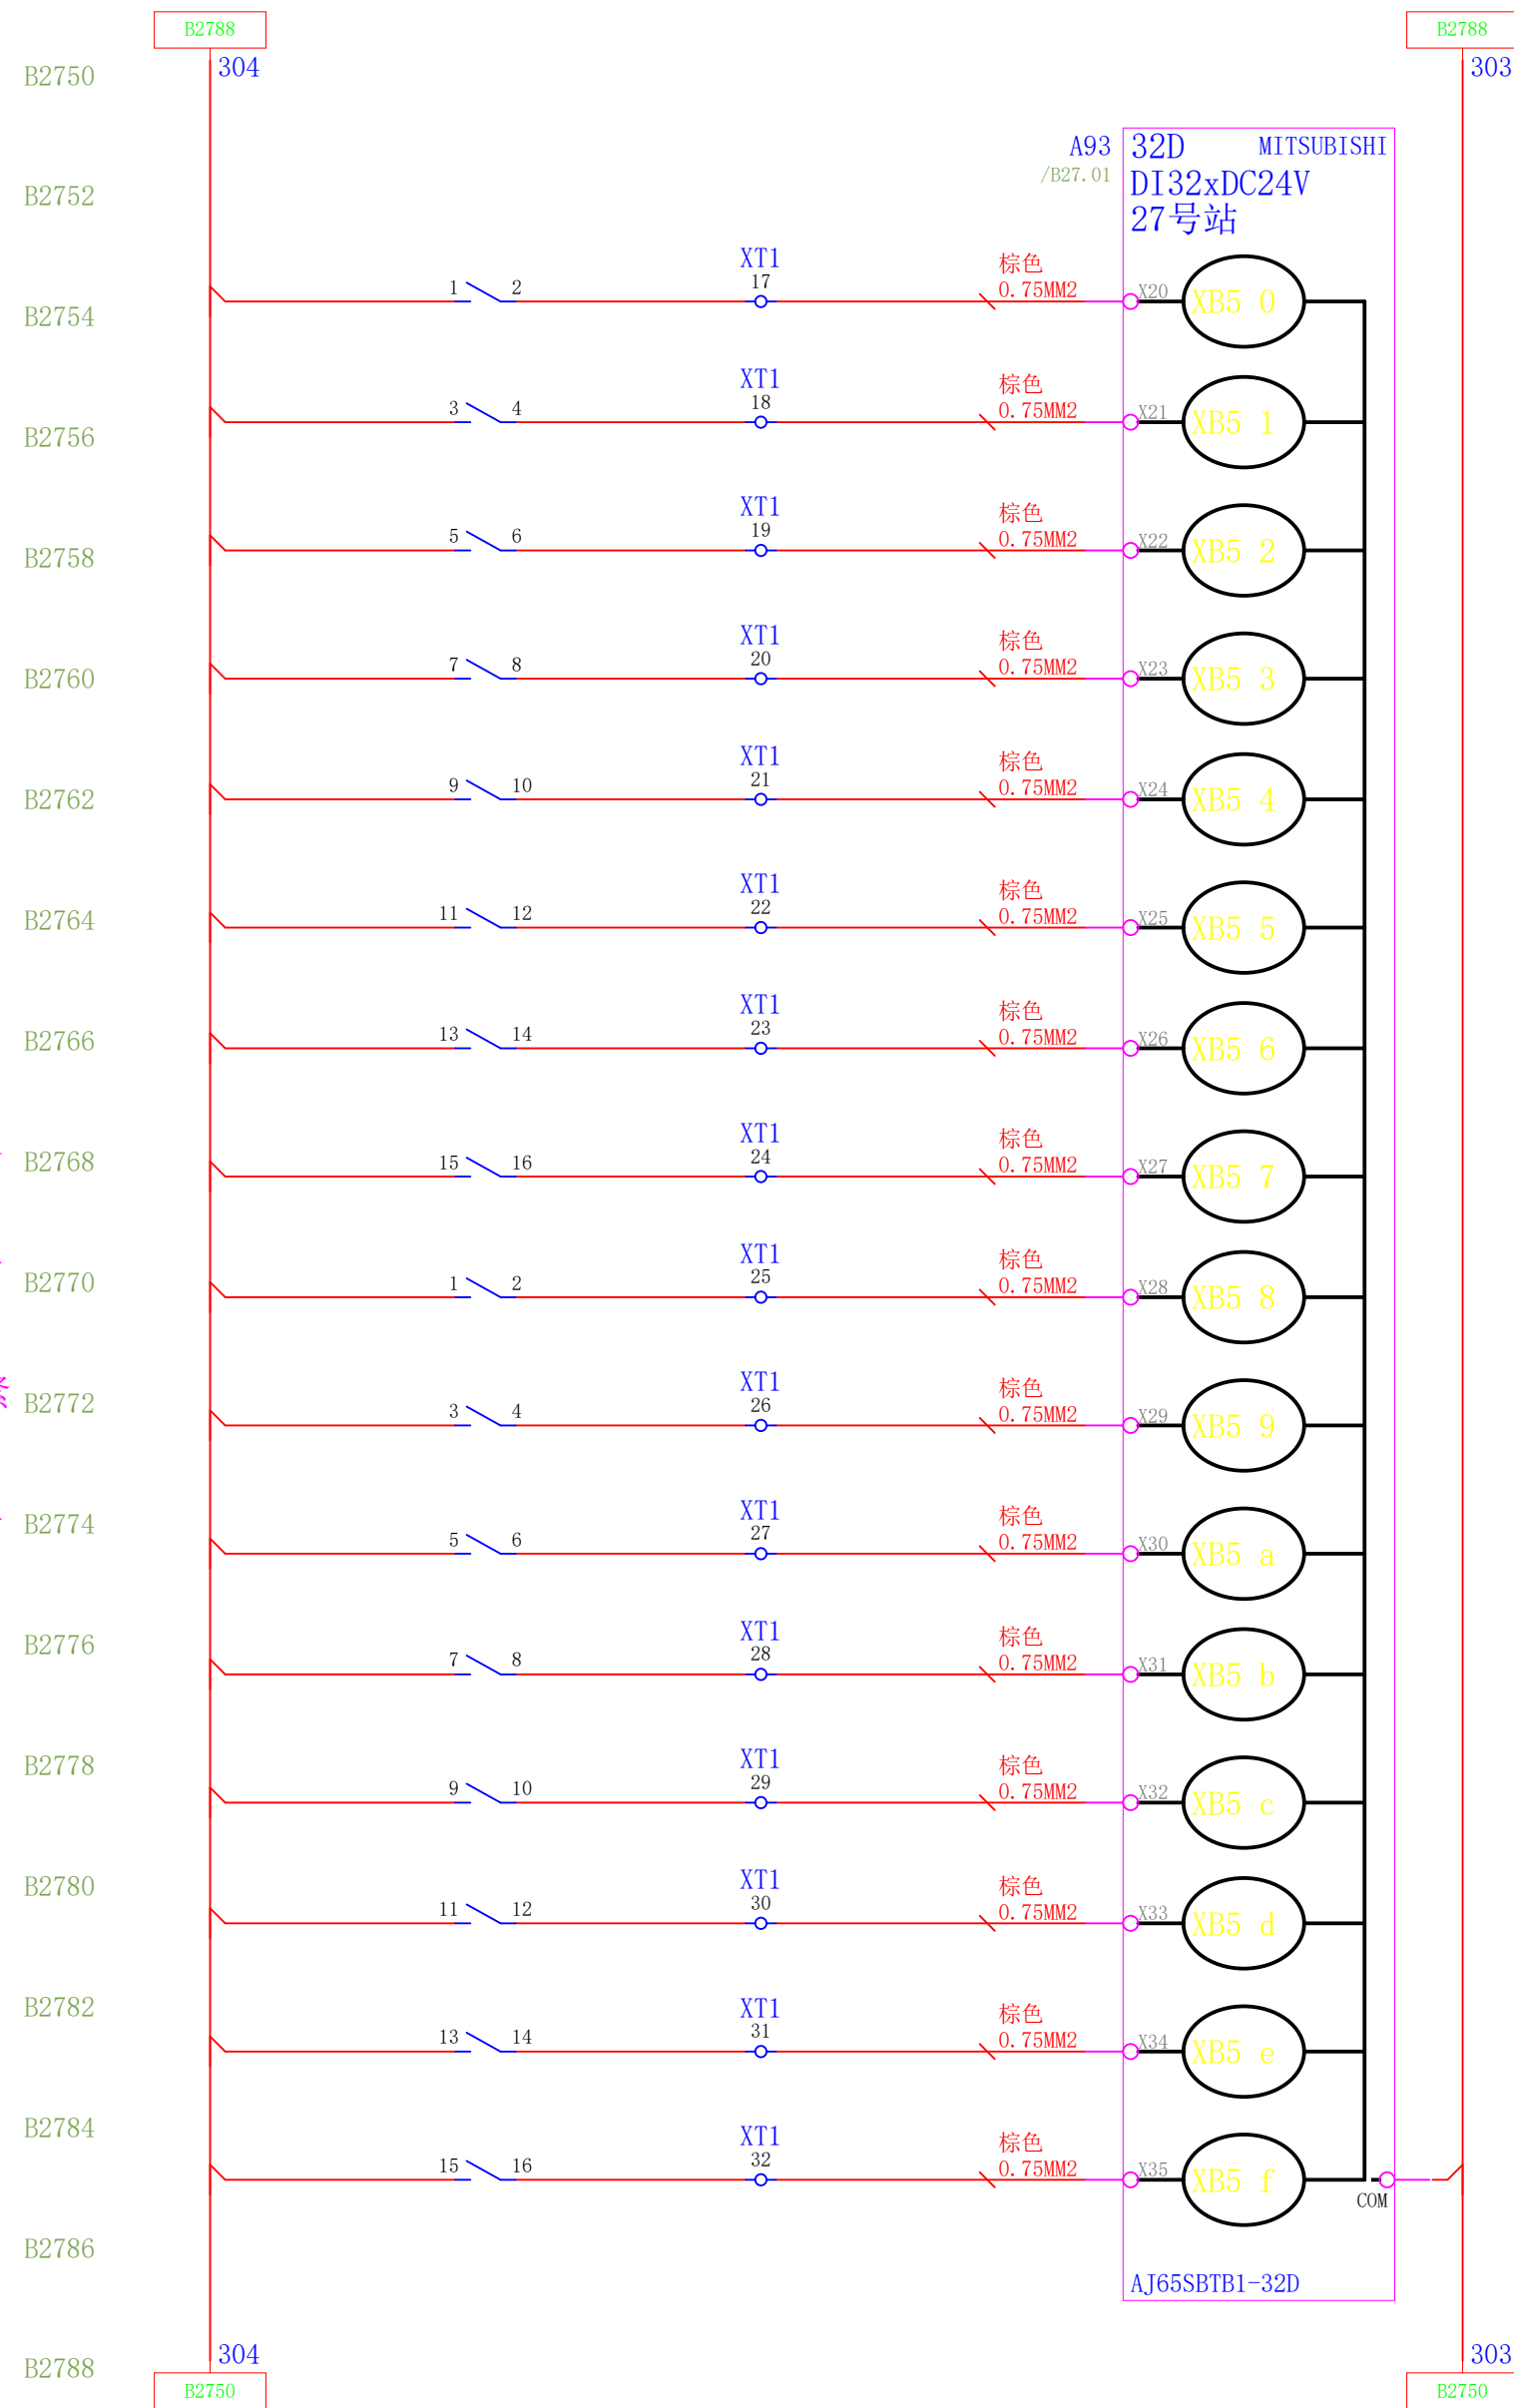 B2788
B2788
304
303
B2750
A93
32D
MITSUBISHI
/B27.01
DI32xDC24V
B2752
27号站
XT1
棕色
1
2
17
0.75MM2
X20
XB5 0
B2754
XT1
棕色
3
4
18
0.75MM2
X21
XB5 1
B2756
XT1
棕色
5
6
19
0.75MM2
X22
XB5 2
B2758
XT1
棕色
7
8
20
0.75MM2
X23
XB5 3
B2760
XT1
棕色
9
10
21
0.75MM2
X24
XB5 4
B2762
XT1
棕色
11
12
22
0.75MM2
X25
XB5 5
B2764
XT1
棕色
13
14
23
0.75MM2
X26
XB5 6
B2766
XT1
棕色
15
16
24
0.75MM2
X27
XB5 7
B2768
XT1
棕色
1
2
25
0.75MM2
X28
XB5 8
B2770
XT1
棕色
3
4
26
0.75MM2
X29
XB5 9
B2772
XT1
棕色
5
6
27
0.75MM2
X30
XB5 a
B2774
XT1
棕色
7
8
28
0.75MM2
X31
XB5 b
B2776
XT1
棕色
9
10
29
0.75MM2
X32
XB5 c
B2778
XT1
棕色
11
12
30
0.75MM2
X33
XB5 d
B2780
XT1
棕色
13
14
31
0.75MM2
X34
XB5 e
B2782
XT1
棕色
15
16
32
0.75MM2
X35
XB5 f
B2784
COM
B2786
AJ65SBTB1-32D
304
303
B2788
B2750
B2750